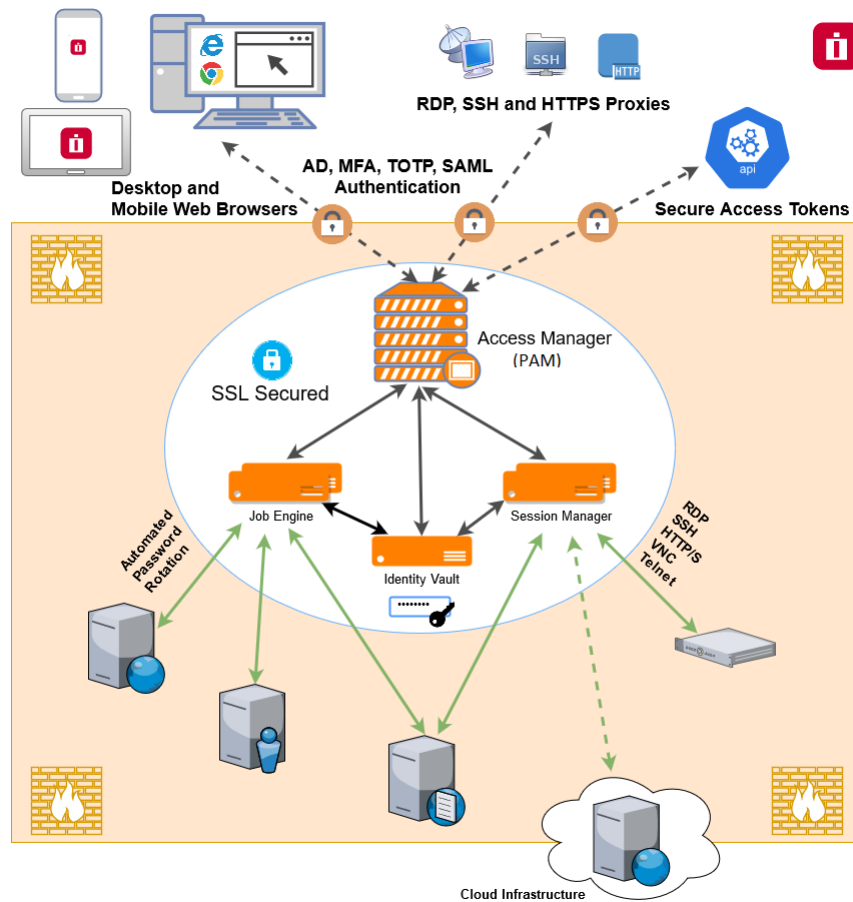 SSH
HTTP
RDP, SSH and HTTPS Proxies
api
AD, MFA, TOTP, SAML
Authentication
Desktop and
Mobile Web Browsers
Secure Access Tokens
Access Manager
(PAM)
SSL Secured
Job Engine
Session Manager
Identity Vault
Automated
Password
Rotation
RDP
SSH
HTTP/S
VNC
Telnet
Cloud Infrastructure